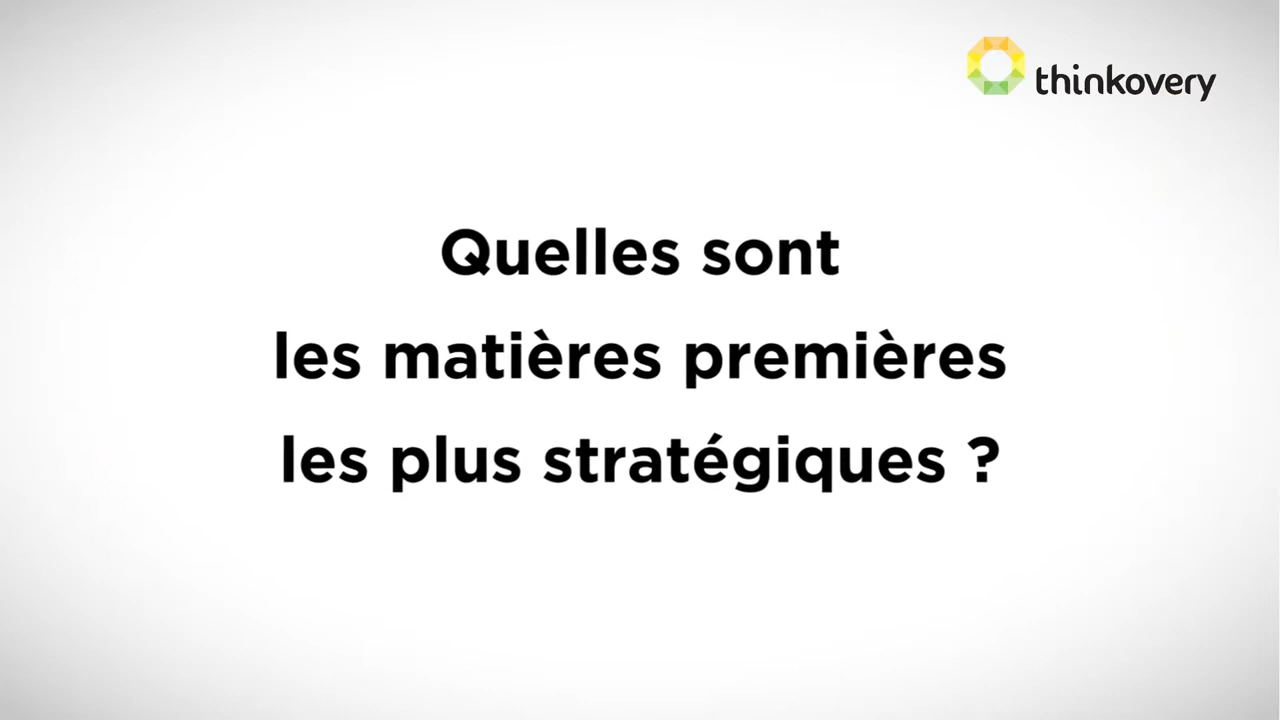 thinkovery
Quelles sont
les matières premières
les plus stratégiques ?